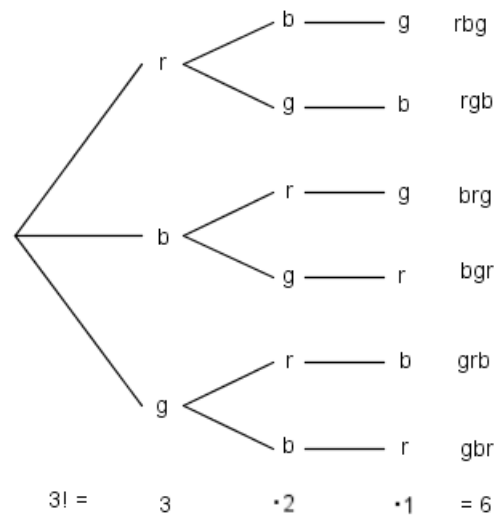 b g rbg
r
g b rgb
r g brg
b
g r bgr
r b grb
g
b r gbr
3! = 3 ·2 ·1 = 6